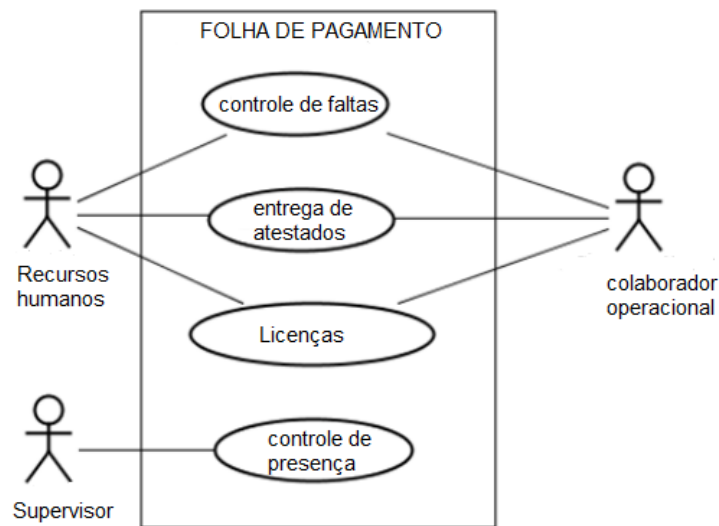 FOLHA DE PAGAMENTO
controle de faltas
entrega de
atestados
Recursos
humanos
colaborador
operacional
Licenças
controle de
presença
Supervisor